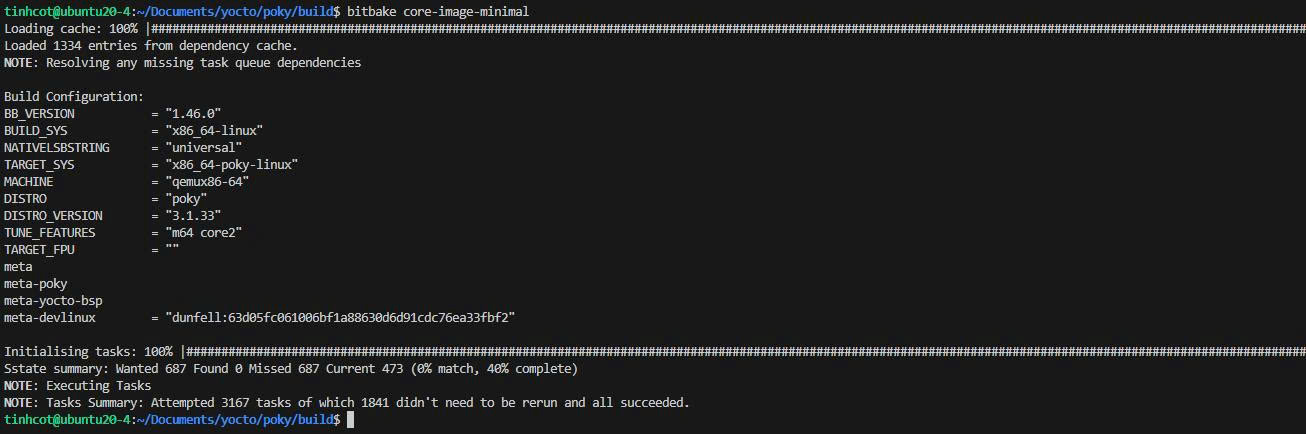 tinhcot@ubuntu20-4:~/Documents/yocto/poky/build$ bitbake core-image-minimal
Loading cache: 100% |##############################################################################################################################################################
Loaded 1334 entries from dependency cache.
NOTE: Resolving any missing task queue dependencies
Build Configuration:
BB_VERSION           = "1.46.0"
BUILD_SYS            = "x86_64-linux"
NATIVELSBSTRING      = "universal"
TARGET_SYS           = "x86_64-poky-linux"
MACHINE              = "qemux86-64"
DISTRO               = "poky"
DISTRO_VERSION       = "3.1.33"
TUNE_FEATURES        = "m64 core2"
TARGET_FPU           = ""
meta
meta-poky
meta-yocto-bsp
meta-devlinux        = "dunfell:63d05fc061006bf1a88630d6d91cdc76ea33fbf2"
Initialising tasks: 100% |#########################################################################################################################################################
Sstate summary: Wanted 687 Found 0 Missed 687 Current 473 (0% match, 40% complete)
NOTE: Executing Tasks
NOTE: Tasks Summary: Attempted 3167 tasks of which 1841 didn't need to be rerun and all succeeded.
tinhcot@ubuntu20-4:~/Documents/yocto/poky/build$